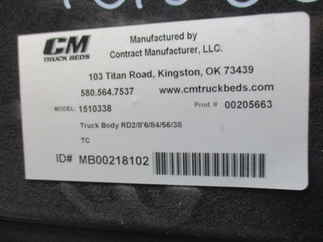 CM
TRUCK BEDS
Manufactured by
Contract Manufacturer, LLC.
103 Titan Road, Kingston, OK 73439
580.564.7537 www.cmtruckbeds.com
MODEL: 1510338 Print # 00205663
Truck Body RD2/8'6/84/56/38
TC
ID# MB00218102